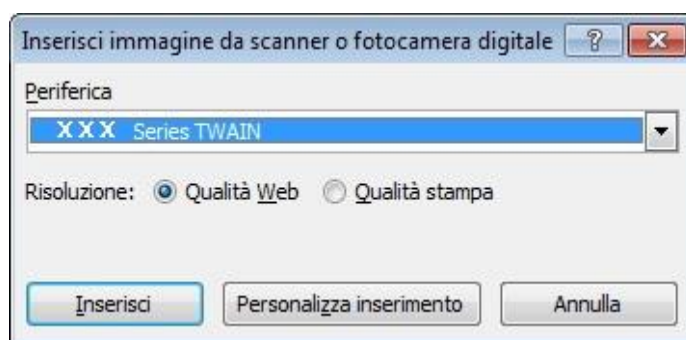 Inserisci immagine da scanner o fotocamera digitale ?
Periferica
XXX Series TWAIN
Risoluzione: Qualità Web Qualità stampa
Inserisci Personalizza inserimento Annulla